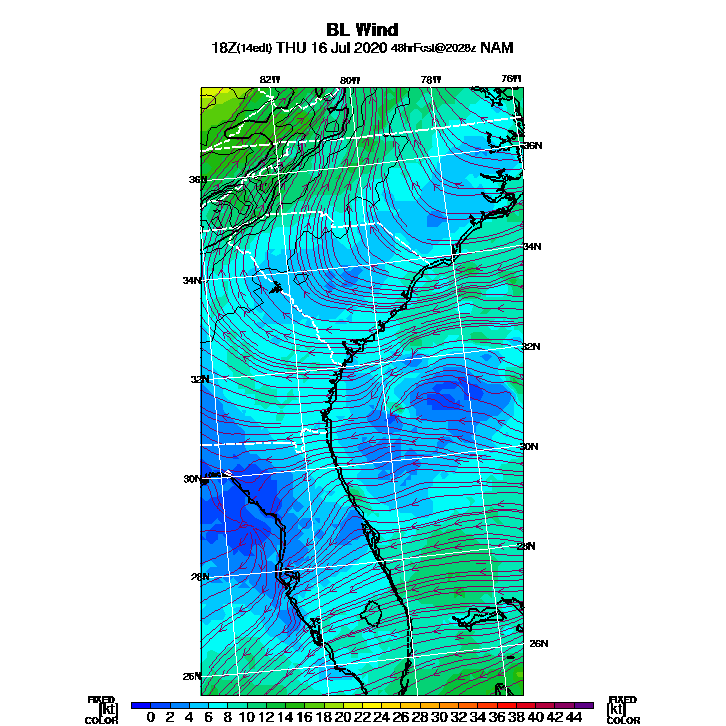 BL Wind
18Z(14edt) THU 16 Jul 2020 48hrFcst@2028z NAM
82W 80W 78W 76W
36N
36N
34N
34N
32N
32N
30N
30N
28N
28N
26N
26N
FIXED FIXED
[kt] 0 2 4 6 8 10 12 14 16 18 20 22 24 26 28 30 32 34 36 38 40 42 44 [kt]
COLOR COLOR